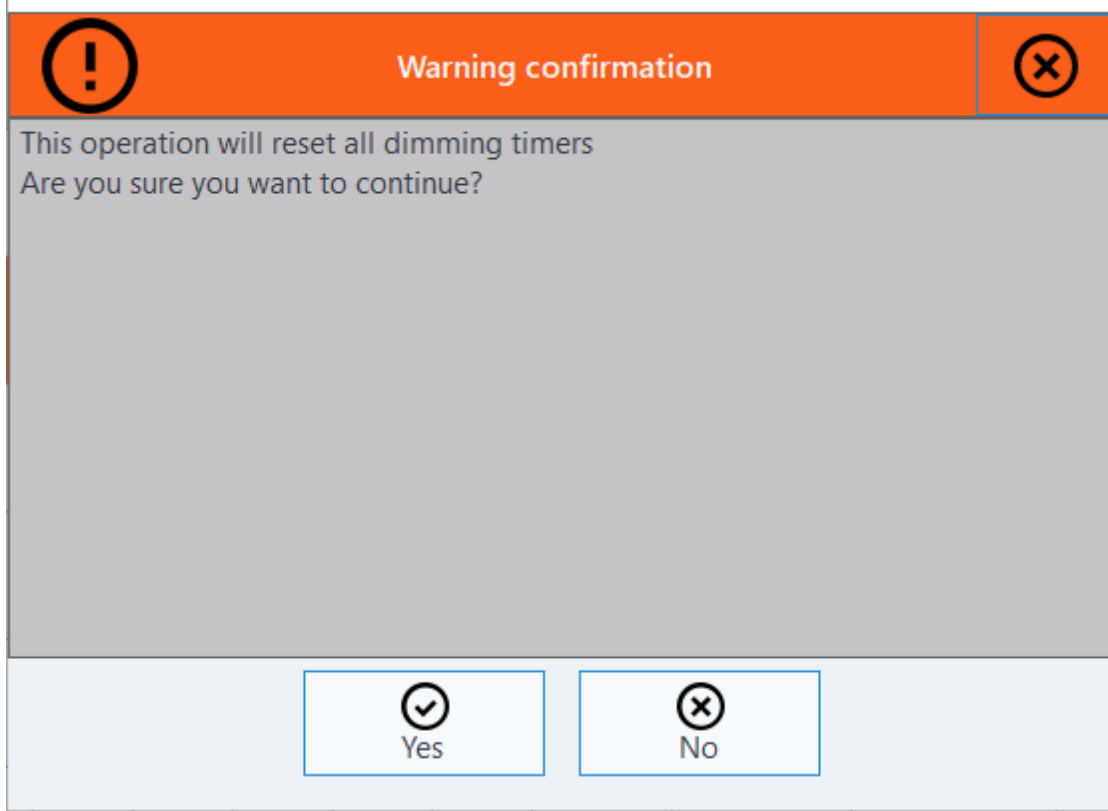 Warning confirmation
This operation will reset all dimming timers
Are you sure you want to continue?
Yes
No